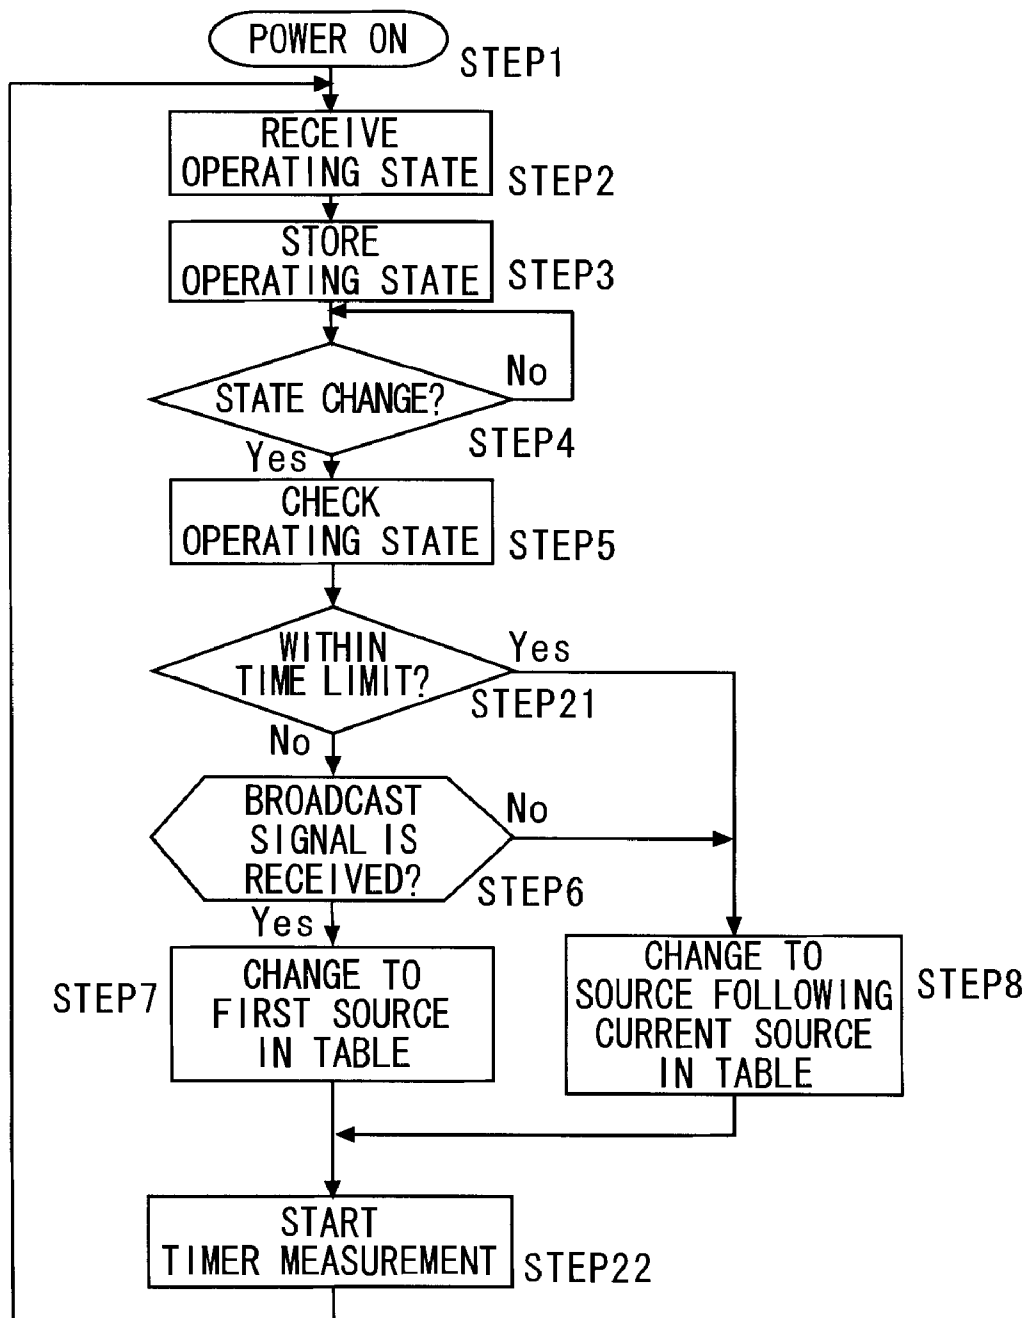 POWER ON
STEP1
RECEIVE
OPERATING STATE
STEP2
STORE
OPERATING STATE
STEP3
STATE CHANGE?
No
STEP4
Yes
CHECK
OPERATING STATE
STEP5
WITHIN
TIME LIMIT?
Yes
STEP21
No
BROADCAST
SIGNAL IS
RECEIVED?
No
STEP6
Yes
STEP7
CHANGE TO
FIRST SOURCE
IN TABLE
CHANGE TO
SOURCE FOLLOWING
CURRENT SOURCE
IN TABLE
STEP8
START
TIMER MEASUREMENT
STEP22